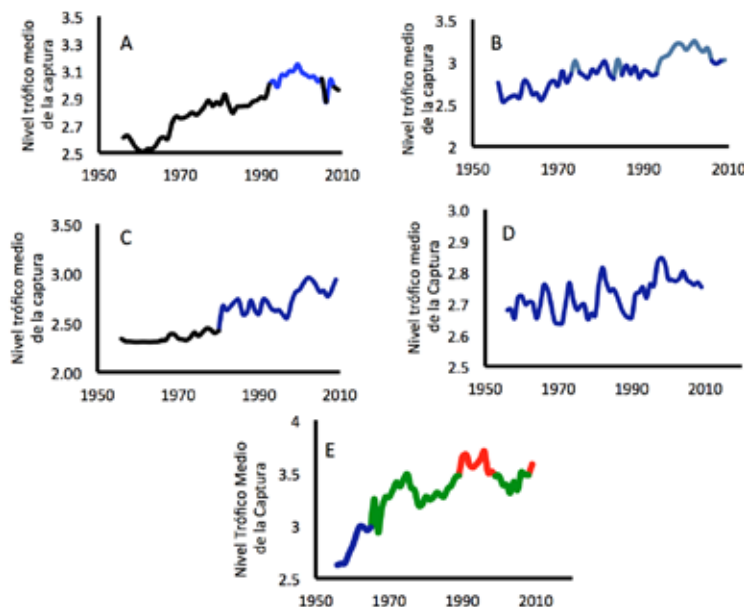 A
Nivel trófico medio
de la captura
3.5
3.3
3.1
2.9
2.7
2.5
1950
1970
1990
2010
B
Nivel trófico medio
de la captura
3.5
3
2.5
2
1950
1970
1990
2010
C
Nivel trófico medio
de la captura
3.50
3.00
2.50
2.00
1950
1970
1990
2010
D
Nivel trófico medio
de la Captura
3.0
2.9
2.8
2.7
2.6
2.5
1950
1970
1990
2010
E
Nivel Trófico Medio
de la Captura
4
3.5
3
2.5
1950
1970
1990
2010